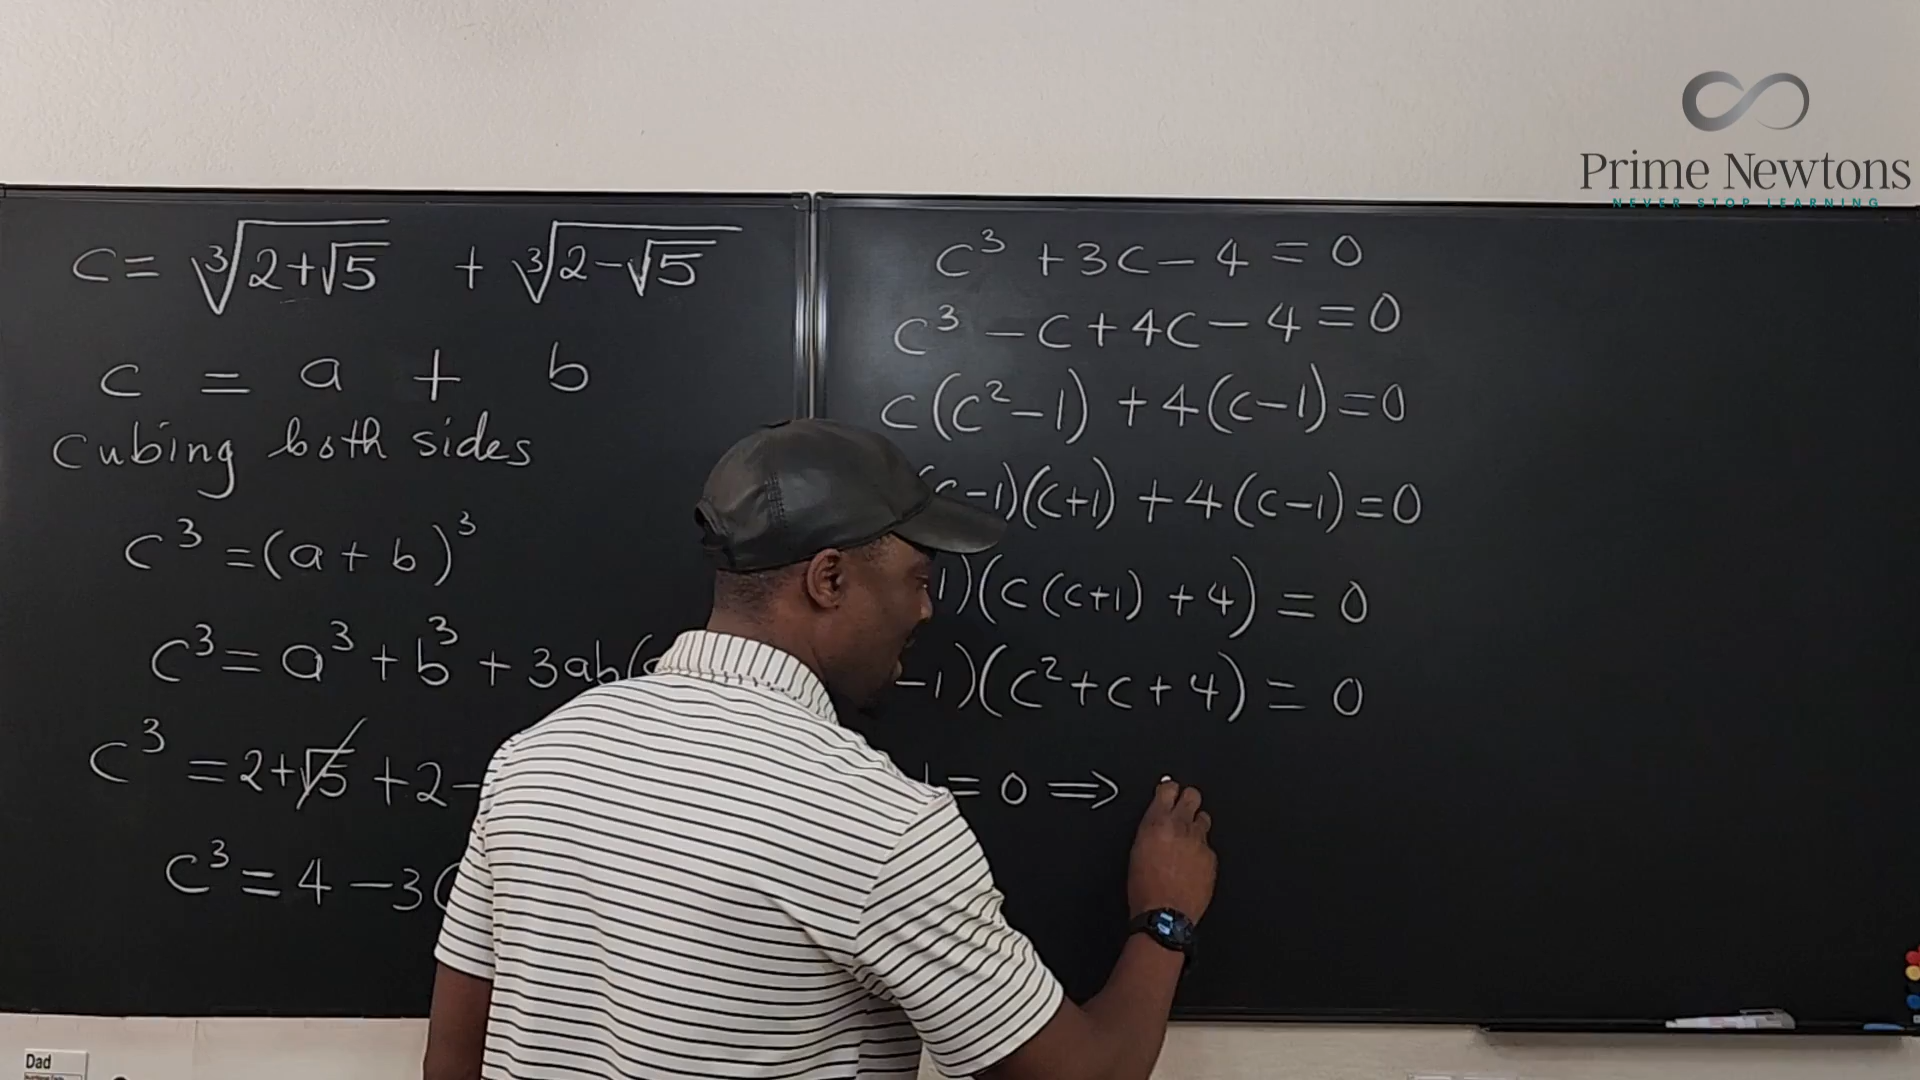 Prime Newtons
NEVER STOP LEARNING
c = ∛(2+√5) + ∛(2-√5)
c = a + b
cubing both sides
c³ = (a + b)³
c³ = a³ + b³ + 3ab(
c³ = 2+√5 + 2-
c³ = 4 - 3
c³ + 3c - 4 = 0
c³ - c + 4c - 4 = 0
c(c²-1) + 4(c-1) = 0
(c-1)(c+1) + 4(c-1) = 0
1)(c(c+1) + 4) = 0
-1)(c² + c + 4) = 0
= 0 ⇒
Dad